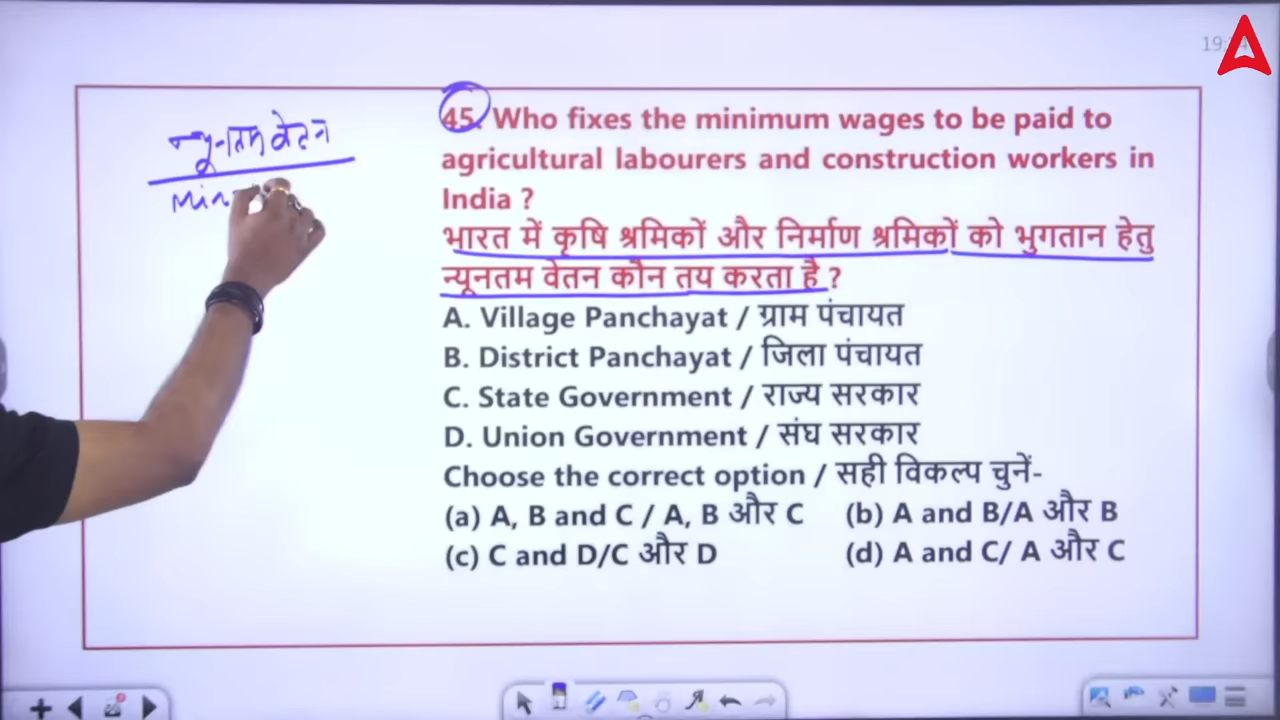 न्यूनतम वेतन
Min
45. Who fixes the minimum wages to be paid to
agricultural labourers and construction workers in
India ?
भारत में कृषि श्रमिकों और निर्माण श्रमिकों को भुगतान हेतु
न्यूनतम वेतन कौन तय करता है ?
A. Village Panchayat / ग्राम पंचायत
B. District Panchayat / जिला पंचायत
C. State Government / राज्य सरकार
D. Union Government / संघ सरकार
Choose the correct option / सही विकल्प चुनें-
(a) A, B and C / A, B और C (b) A and B/A और B
(c) C and D/C और D (d) A and C/ A और C